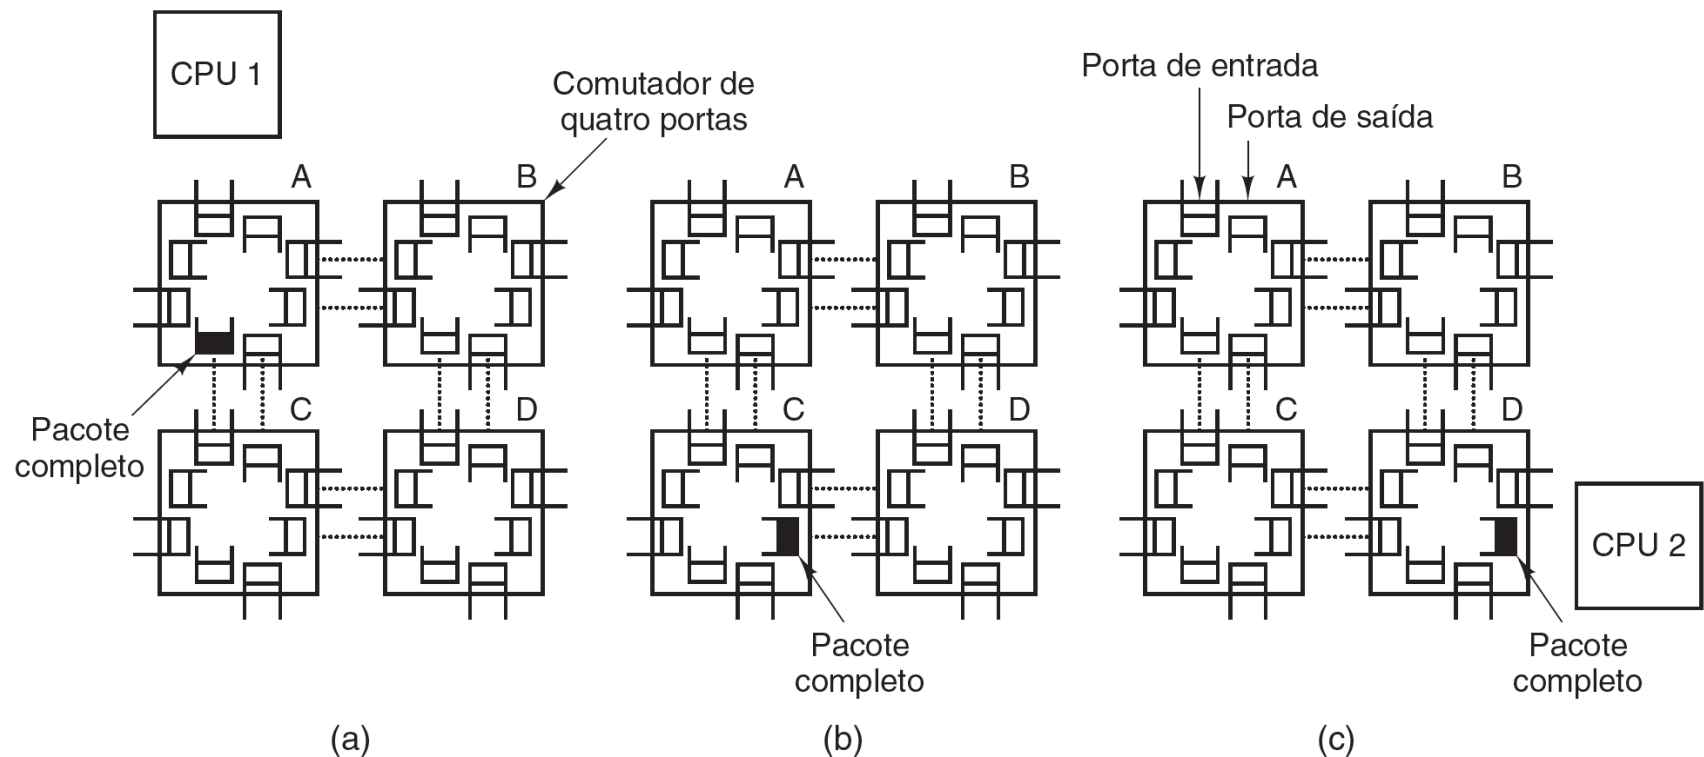 CPU 1
Comutador de
quatro portas
Porta de entrada
Porta de saída
A
B
A
B
A
B
Pacote
completo
C
D
C
D
C
D
CPU 2
Pacote
completo
Pacote
completo
(a)
(b)
(c)